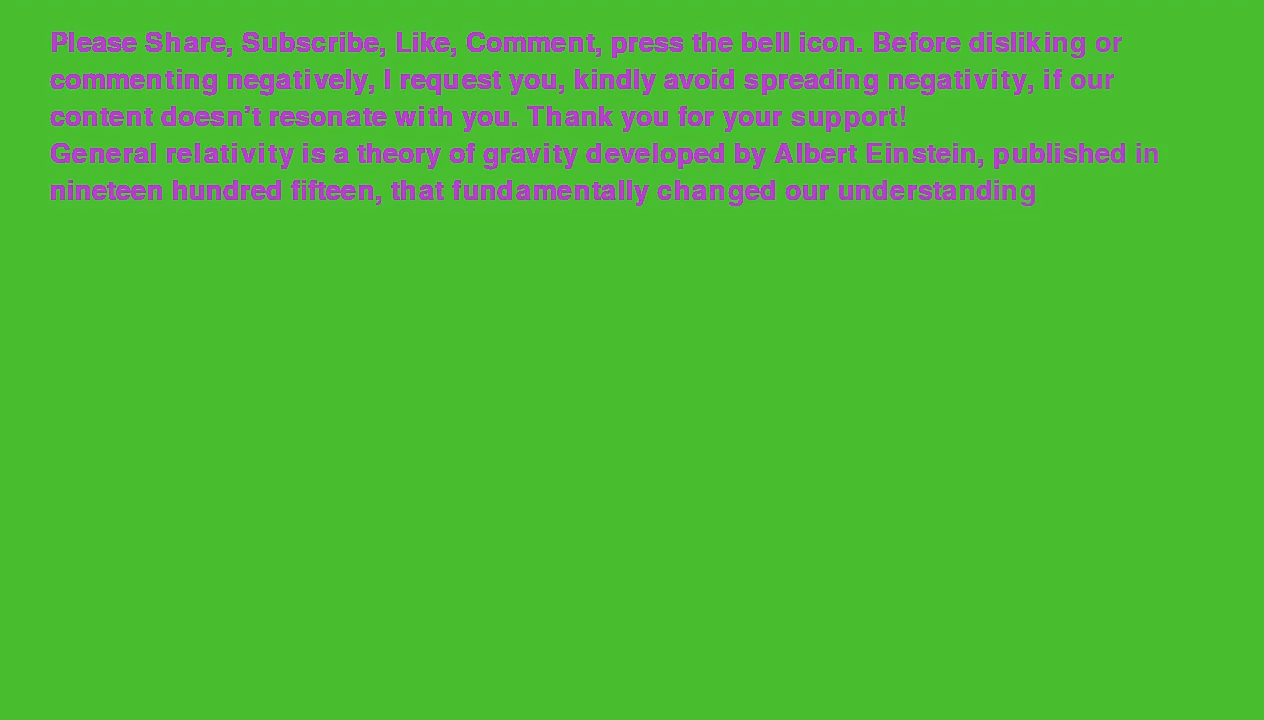 Please Share, Subscribe, Like, Comment, press the bell icon. Before disliking or
commenting negatively, I request you, kindly avoid spreading negativity, if our
content doesn't resonate with you. Thank you for your support!
General relativity is a theory of gravity developed by Albert Einstein, published in
nineteen hundred fifteen, that fundamentally changed our understanding